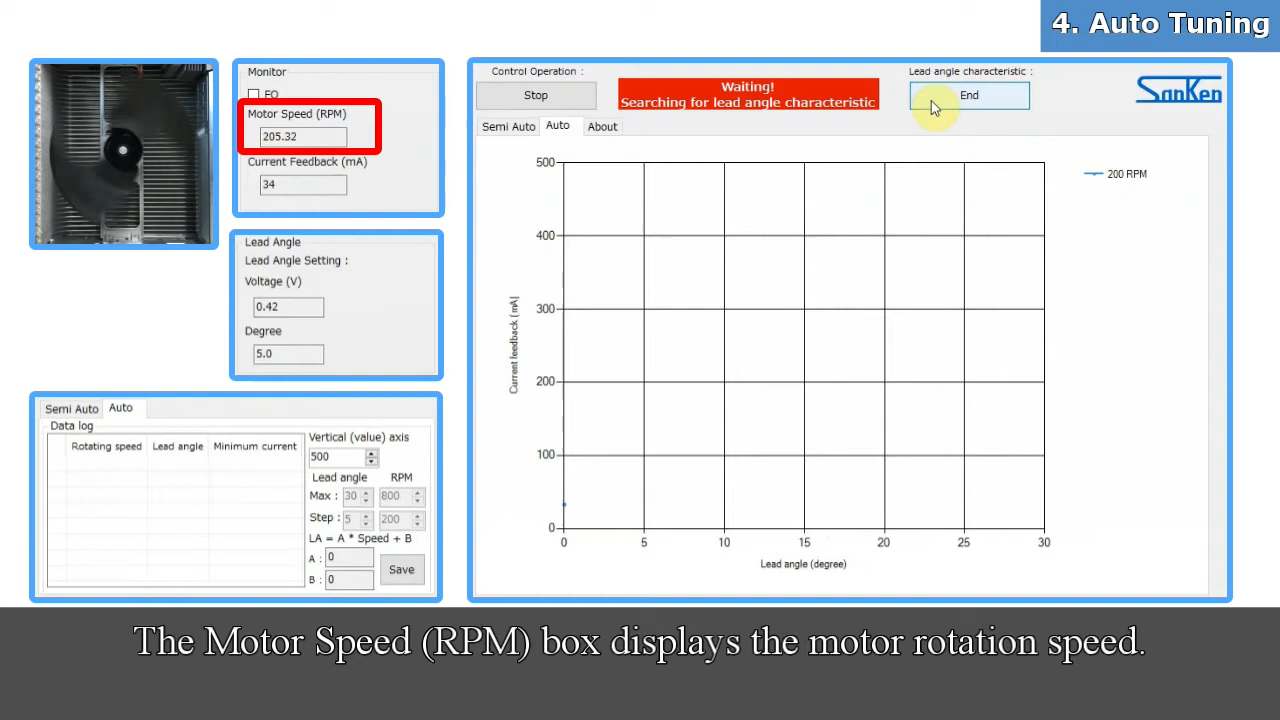 4. Auto Tuning
Monitor
FO
Motor Speed (RPM)
205.32
Current Feedback (mA)
34
Lead Angle
Lead Angle Setting :
Voltage (V)
0.42
Degree
5.0
Semi Auto Auto
Data log
Rotating speed Lead angle Minimum current
Vertical (value) axis
500
Lead angle RPM
Max : 30 800
Step : 5 200
LA = A * Speed + B
A : 0
B : 0
Save
Control Operation :
Stop
Waiting!
Searching for lead angle characteristic
Lead angle characteristic :
End
SanKen
Semi Auto Auto About
500
400
300
200
100
0
Current feedback (mA)
0 5 10 15 20 25 30
Lead angle (degree)
200 RPM
The Motor Speed (RPM) box displays the motor rotation speed.